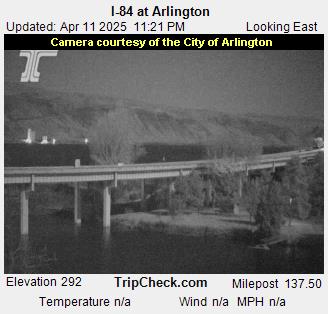 I-84 at Arlington
Updated: Apr 11 2025 11:21 PM Looking East
Camera courtesy of the City of Arlington
Elevation 292 TripCheck.com Milepost 137.50
Temperature n/a Wind n/a MPH n/a